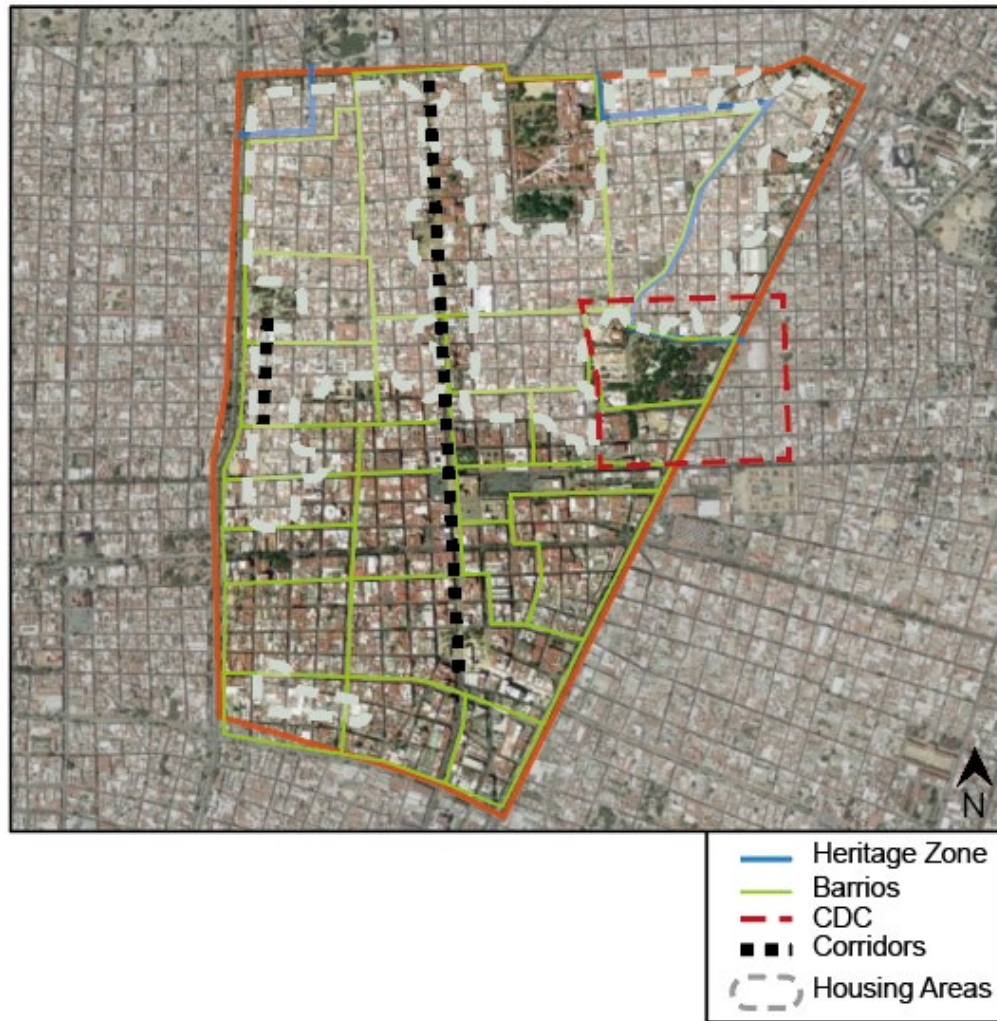 N
Heritage Zone
Barrios
CDC
Corridors
Housing Areas